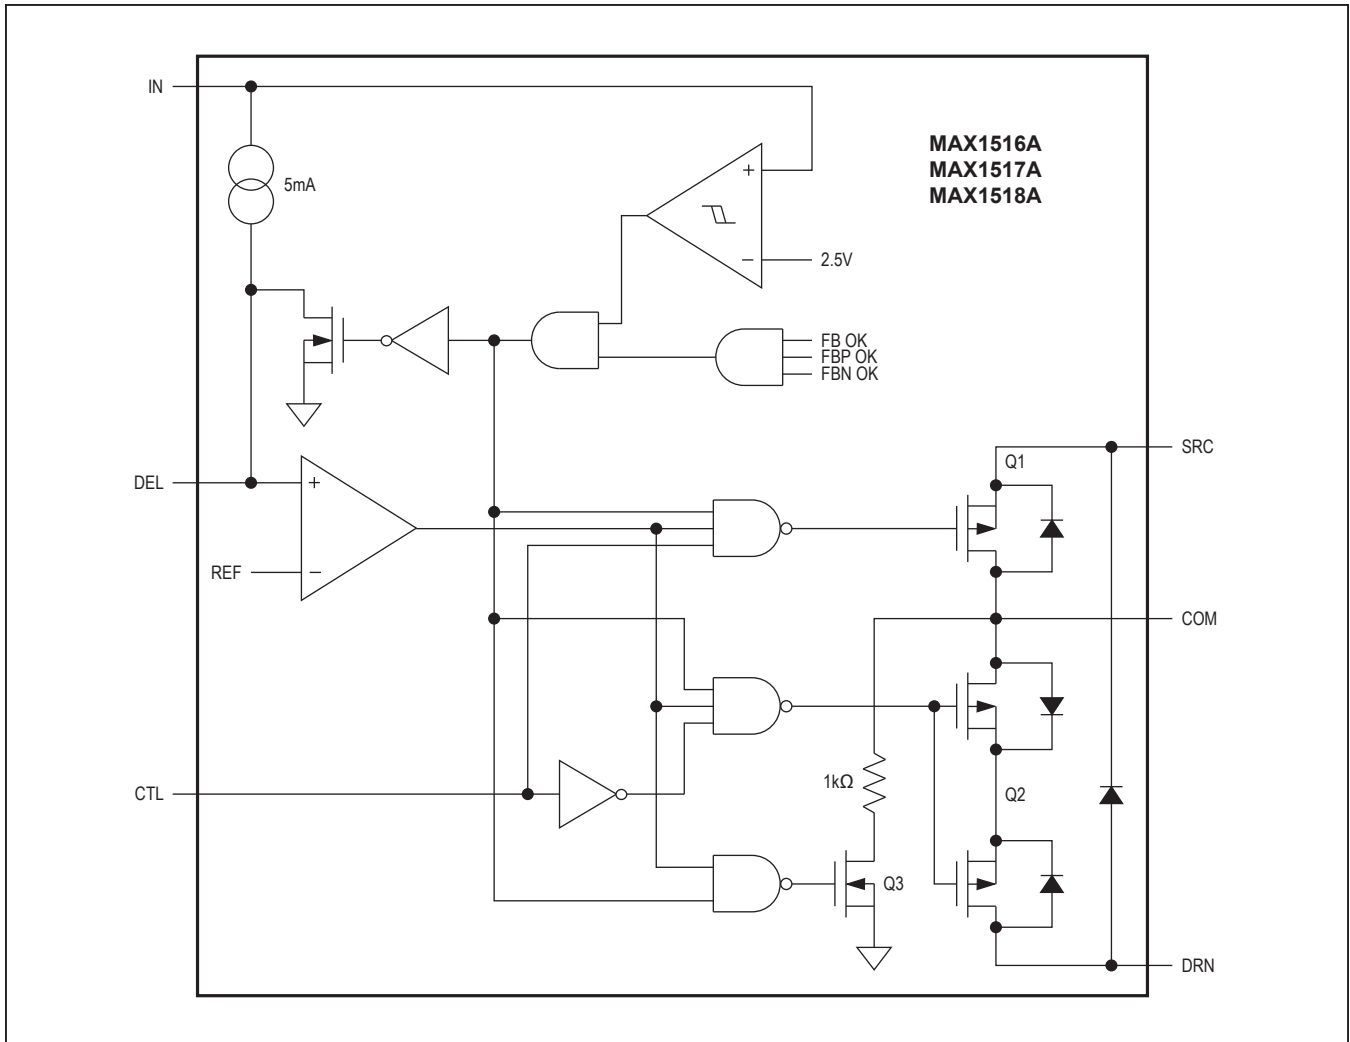 IN
MAX1516A
MAX1517A
MAX1518A
5mA
+
−
2.5V
FB OK
FBP OK
FBN OK
SRC
Q1
DEL
+
REF
−
COM
1kΩ
CTL
Q2
Q3
DRN